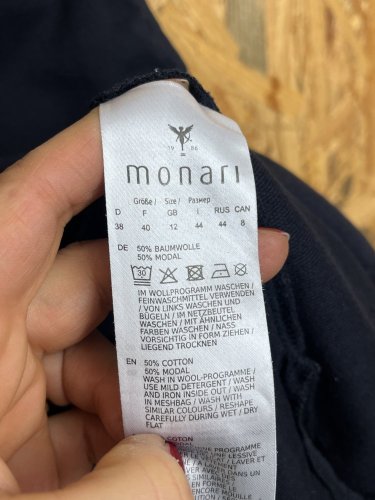 19 86
monari
Größe / Size / Размер
D F GB I RUS CAN
38 40 12 44 44 8
DE 50% BAUMWOLLE
50% MODAL
30
IM WOLLPROGRAMM WASCHEN /
FEINWASCHMITTEL VERWENDEN
/ VON LINKS WASCHEN UND
BÜGELN / IM NETZBEUTEL
WASCHEN / MIT ÄHNLICHEN
FARBEN WASCHEN / NASS
VORSICHTIG IN FORM ZIEHEN /
LIEGEND TROCKNEN
EN 50% COTTON
50% MODAL
WASH IN WOOL-PROGRAMME /
USE MILD DETERGENT / WASH
AND IRON INSIDE OUT / WASH
IN MESHBAG / WASH WITH
SIMILAR COLOURS / RESHAPE
CAREFULLY DURING WET / DRY
FLAT
COTON
PROGRAMME